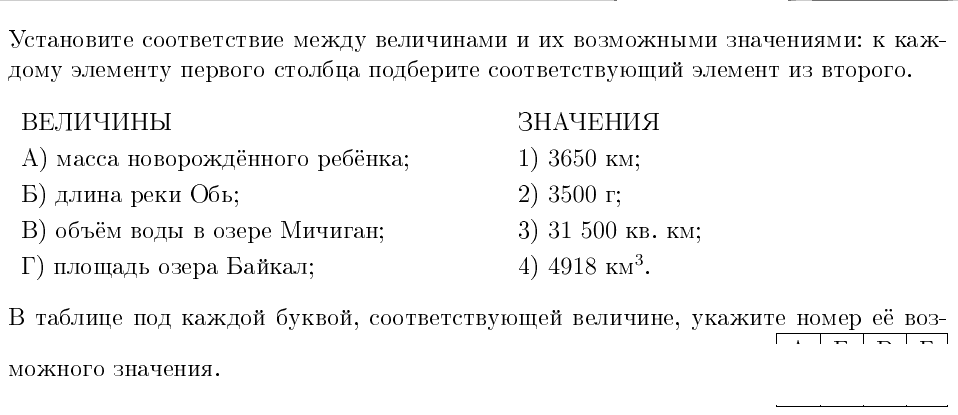 Установите соответствие между величинами и их возможными значениями: к каж-
дому элементу первого столбца подберите соответствующий элемент из второго.
ВЕЛИЧИНЫ
А) масса новорождённого ребёнка;
Б) длина реки Обь;
В) объём воды в озере Мичиган;
Г) площадь озера Байкал;
ЗНАЧЕНИЯ
1) 3650 км;
2) 3500 г;
3) 31 500 кв. км;
4) 4918 км³.
В таблице под каждой буквой, соответствующей величине, укажите номер её воз-
можного значения.